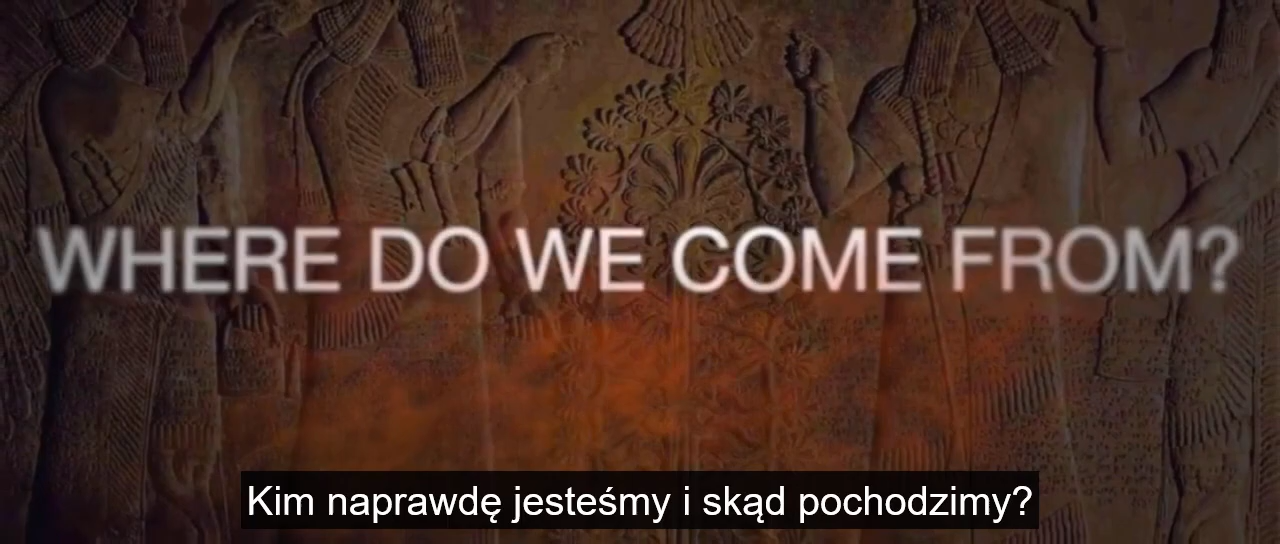 WHERE DO WE COME FROM?
Kim naprawdę jesteśmy i skąd pochodzimy?